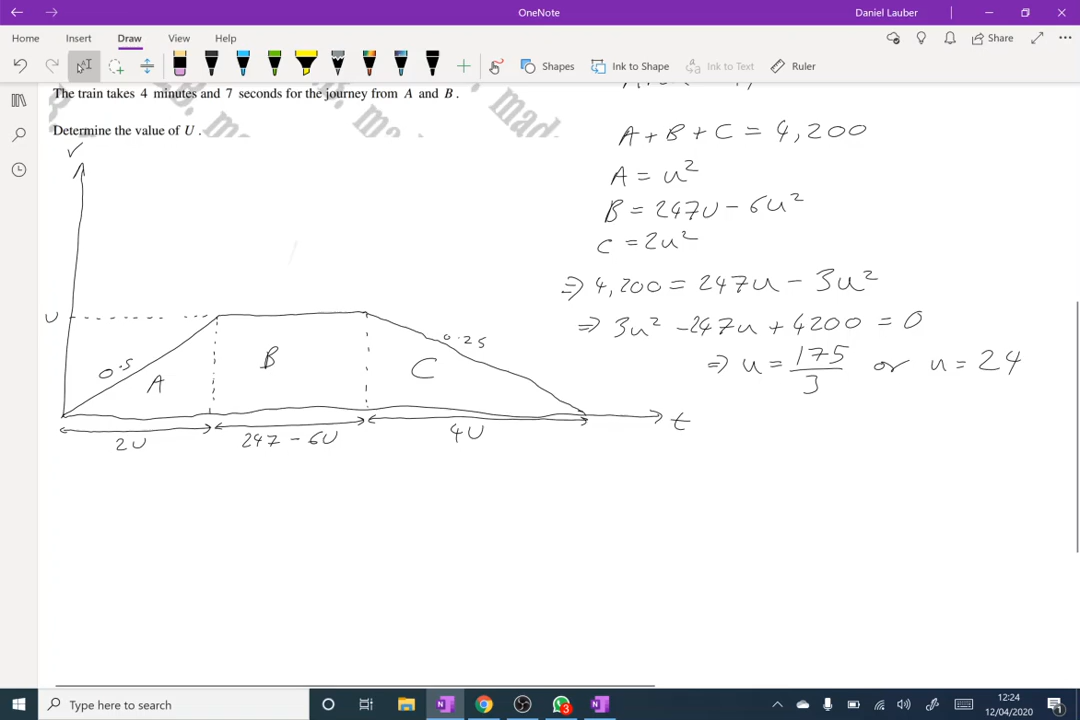 OneNote
Daniel Lauber
Home Insert Draw View Help
Share
Shapes Ink to Shape Ink to Text Ruler
The train takes 4 minutes and 7 seconds for the journey from A and B .
Determine the value of U .
mad
V
U
0.5
A
B
C
0.25
t
2U
247 - 6U
4U
A + B + C = 4,200
A = u²
B = 247U - 6u²
C = 2u²
⇒ 4,200 = 247u - 3u²
⇒ 3u² - 247u + 4200 = 0
⇒ u = 175/3 or u = 24
Type here to search
3
12:24
12/04/2020
1